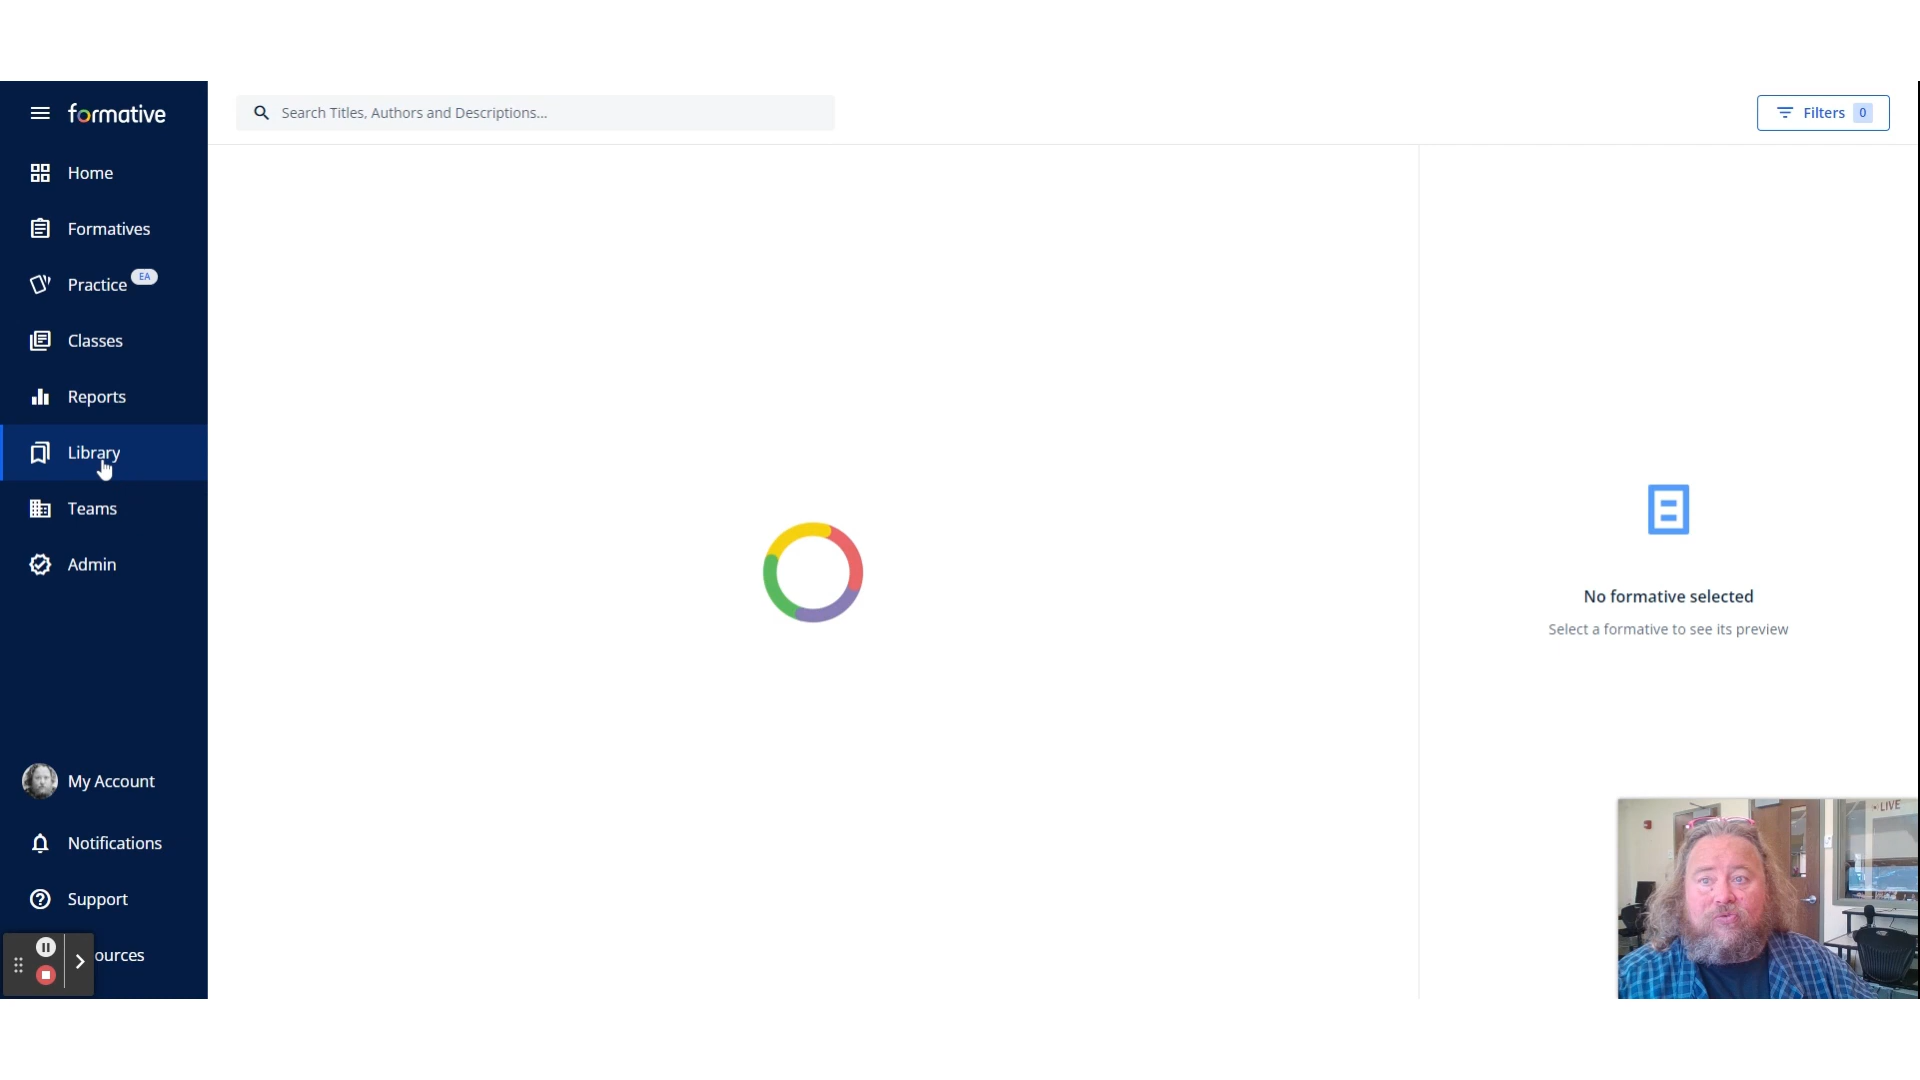 formative
Search Titles, Authors and Descriptions...
Filters 0
Home
Formatives
Practice EA
Classes
Reports
Library
Teams
Admin
No formative selected
Select a formative to see its preview
My Account
Notifications
Support
ources
LIVE